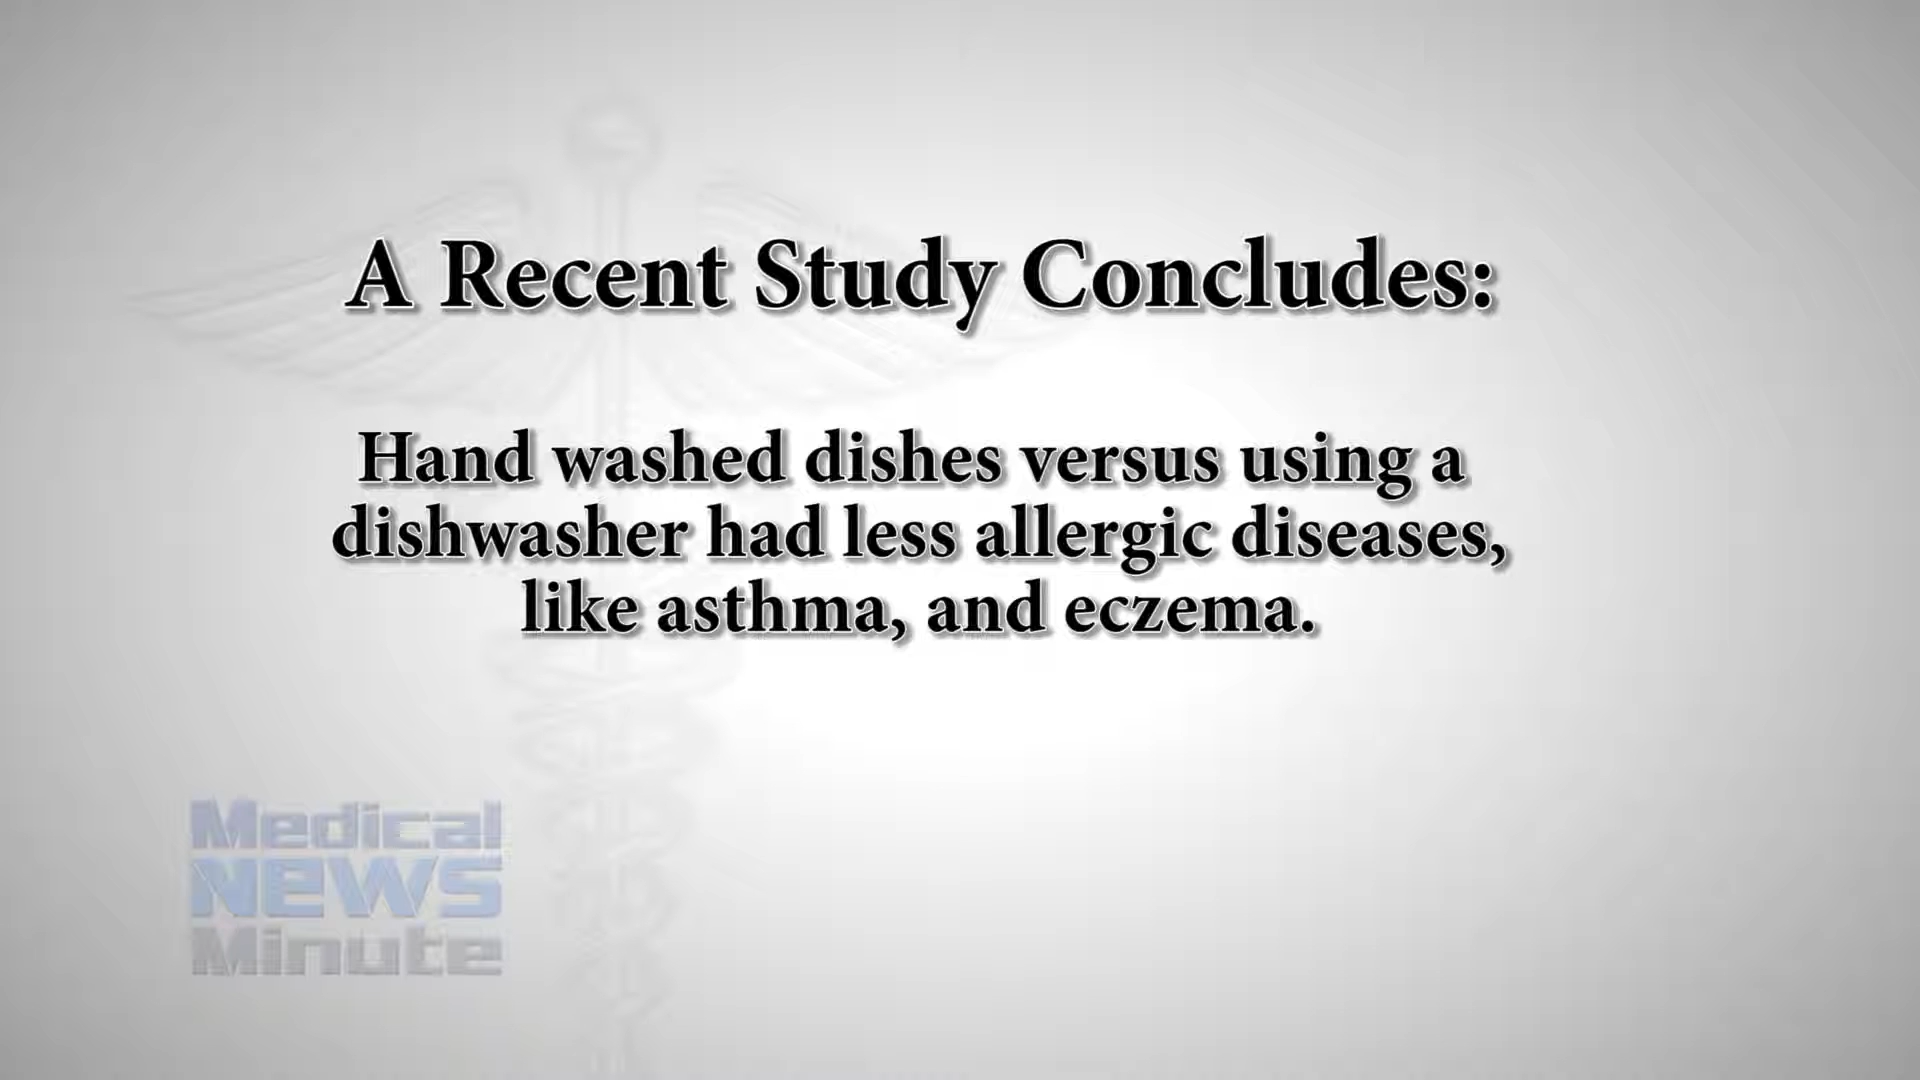 A Recent Study Concludes:
Hand washed dishes versus using a
dishwasher had less allergic diseases,
like asthma, and eczema.
Medical
NEWS
Minute